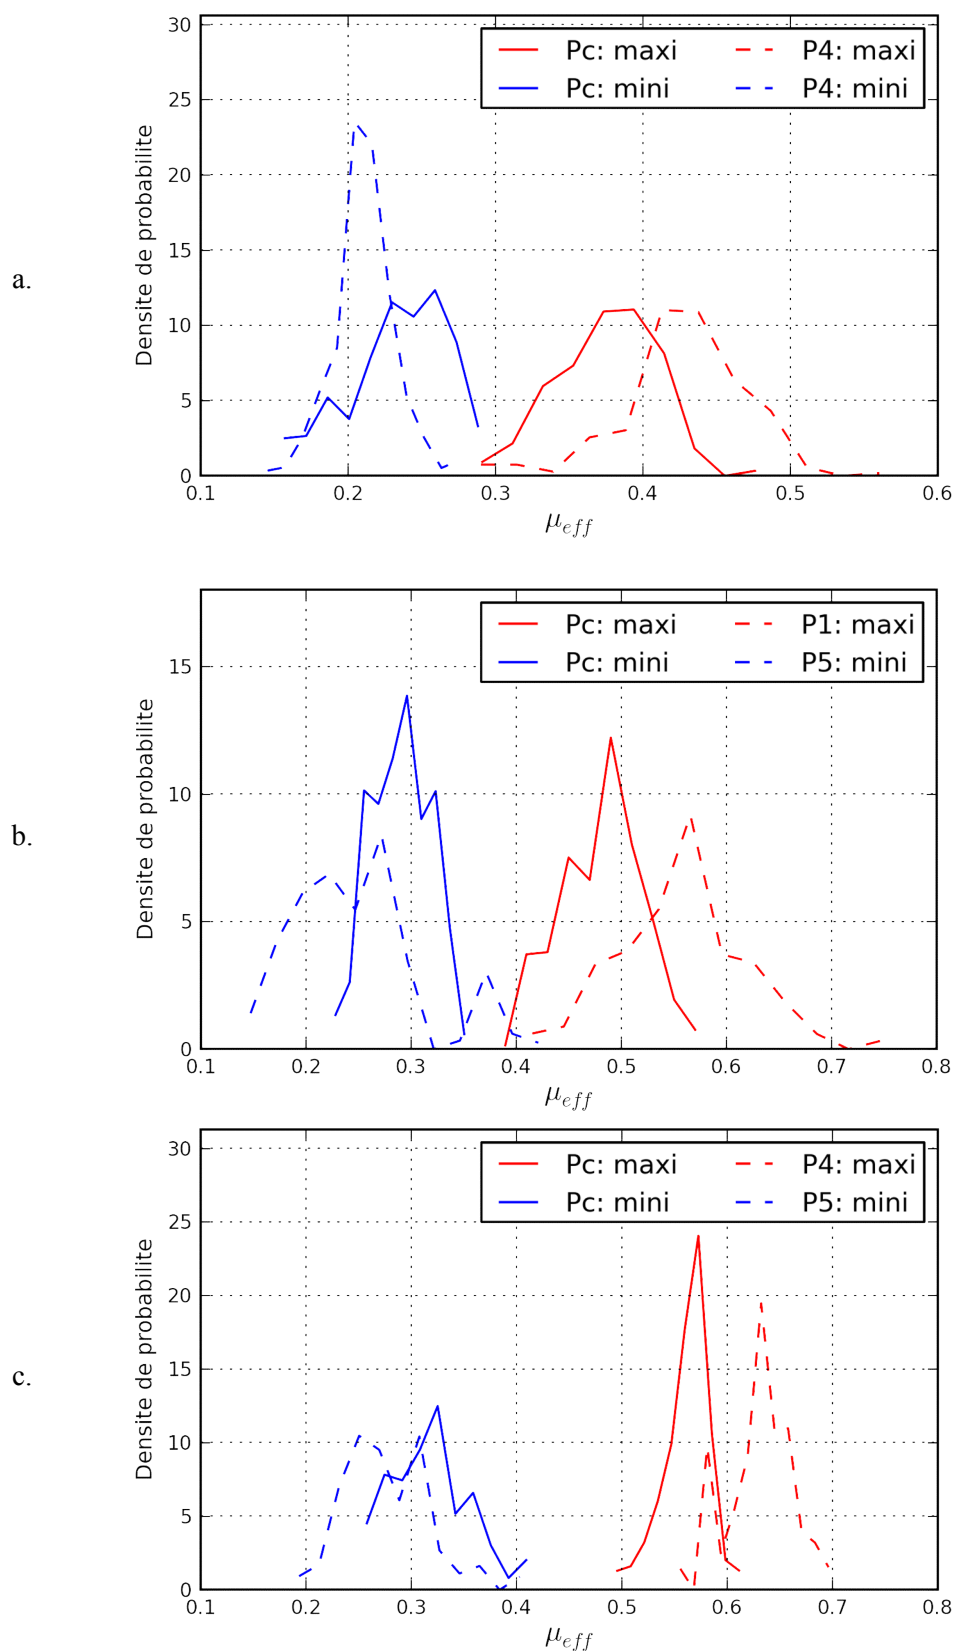 a.
Densite de probabilite
30
25
20
15
10
5
0
Pc: maxi P4: maxi
Pc: mini P4: mini
0.1 0.2 0.3 0.4 0.5 0.6
μeff
b.
Densite de probabilite
15
10
5
0
Pc: maxi P1: maxi
Pc: mini P5: mini
0.1 0.2 0.3 0.4 0.5 0.6 0.7 0.8
μeff
c.
Densite de probabilite
30
25
20
15
10
5
0
Pc: maxi P4: maxi
Pc: mini P5: mini
0.1 0.2 0.3 0.4 0.5 0.6 0.7 0.8
μeff